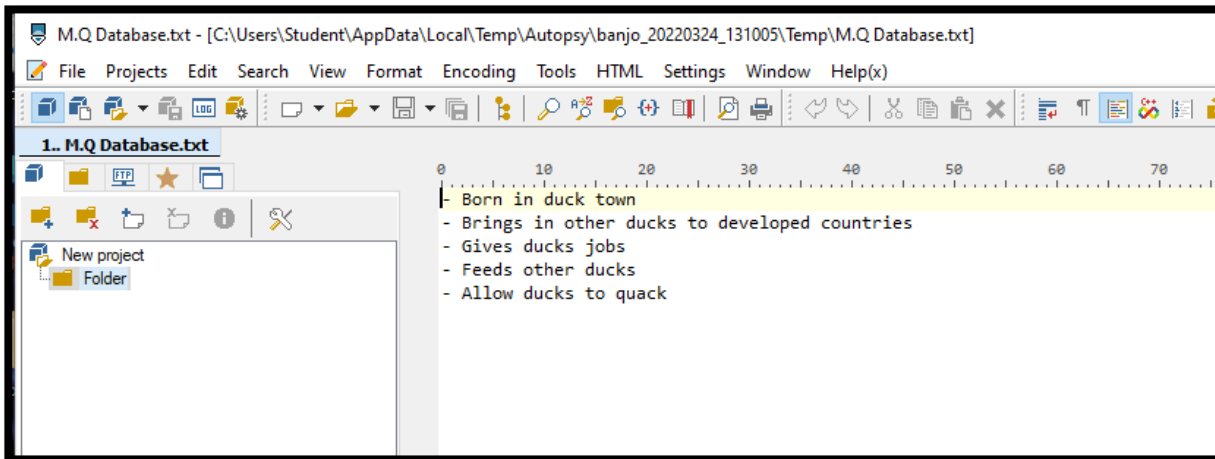 M.Q Database.txt - [C:\Users\Student\AppData\Local\Temp\Autopsy\banjo_20220324_131005\Temp\M.Q Database.txt]
File Projects Edit Search View Format Encoding Tools HTML Settings Window Help(x)
LOG
1.. M.Q Database.txt
FTP
0 10 20 30 40 50 60 70
- Born in duck town
- Brings in other ducks to developed countries
- Gives ducks jobs
- Feeds other ducks
- Allow ducks to quack
New project
Folder